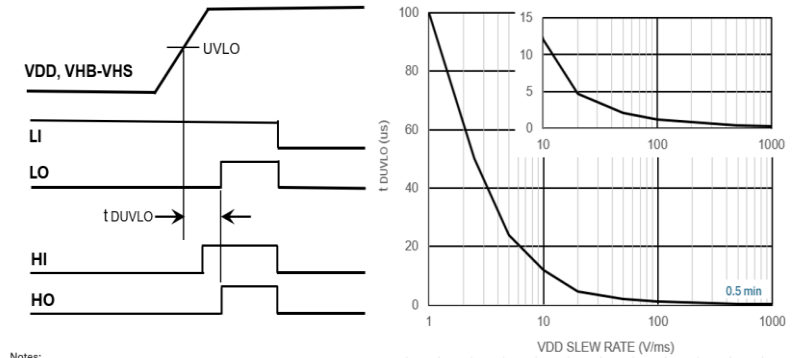 UVLO
VDD, VHB-VHS
LI
LO
t DUVLO
HI
HO
Notes:
100
80
60
40
20
0
t DUVLO (us)
1
10
100
1000
VDD SLEW RATE (V/ms)
0.5 min
15
10
5
0
10
100
1000